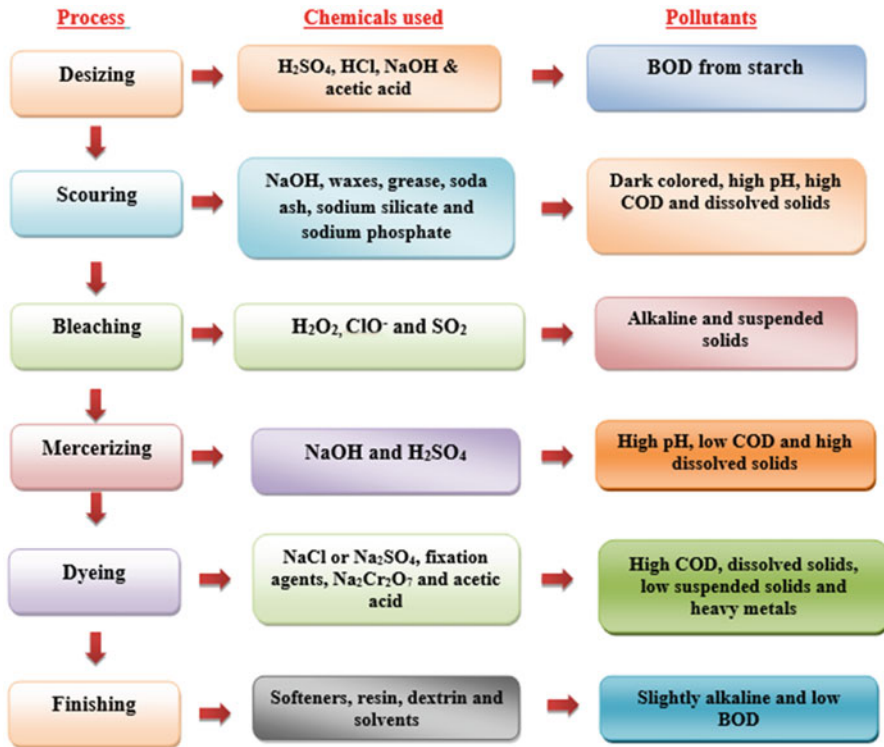 Process
Chemicals used
Pollutants
Desizing
H₂SO₄, HCl, NaOH &
acetic acid
BOD from starch
Scouring
NaOH, waxes, grease, soda
ash, sodium silicate and
sodium phosphate
Dark colored, high pH, high
COD and dissolved solids
Bleaching
H₂O₂, ClO⁻ and SO₂
Alkaline and suspended
solids
Mercerizing
NaOH and H₂SO₄
High pH, low COD and high
dissolved solids
Dyeing
NaCl or Na₂SO₄, fixation
agents, Na₂Cr₂O₇ and acetic
acid
High COD, dissolved solids,
low suspended solids and
heavy metals
Finishing
Softeners, resin, dextrin and
solvents
Slightly alkaline and low
BOD